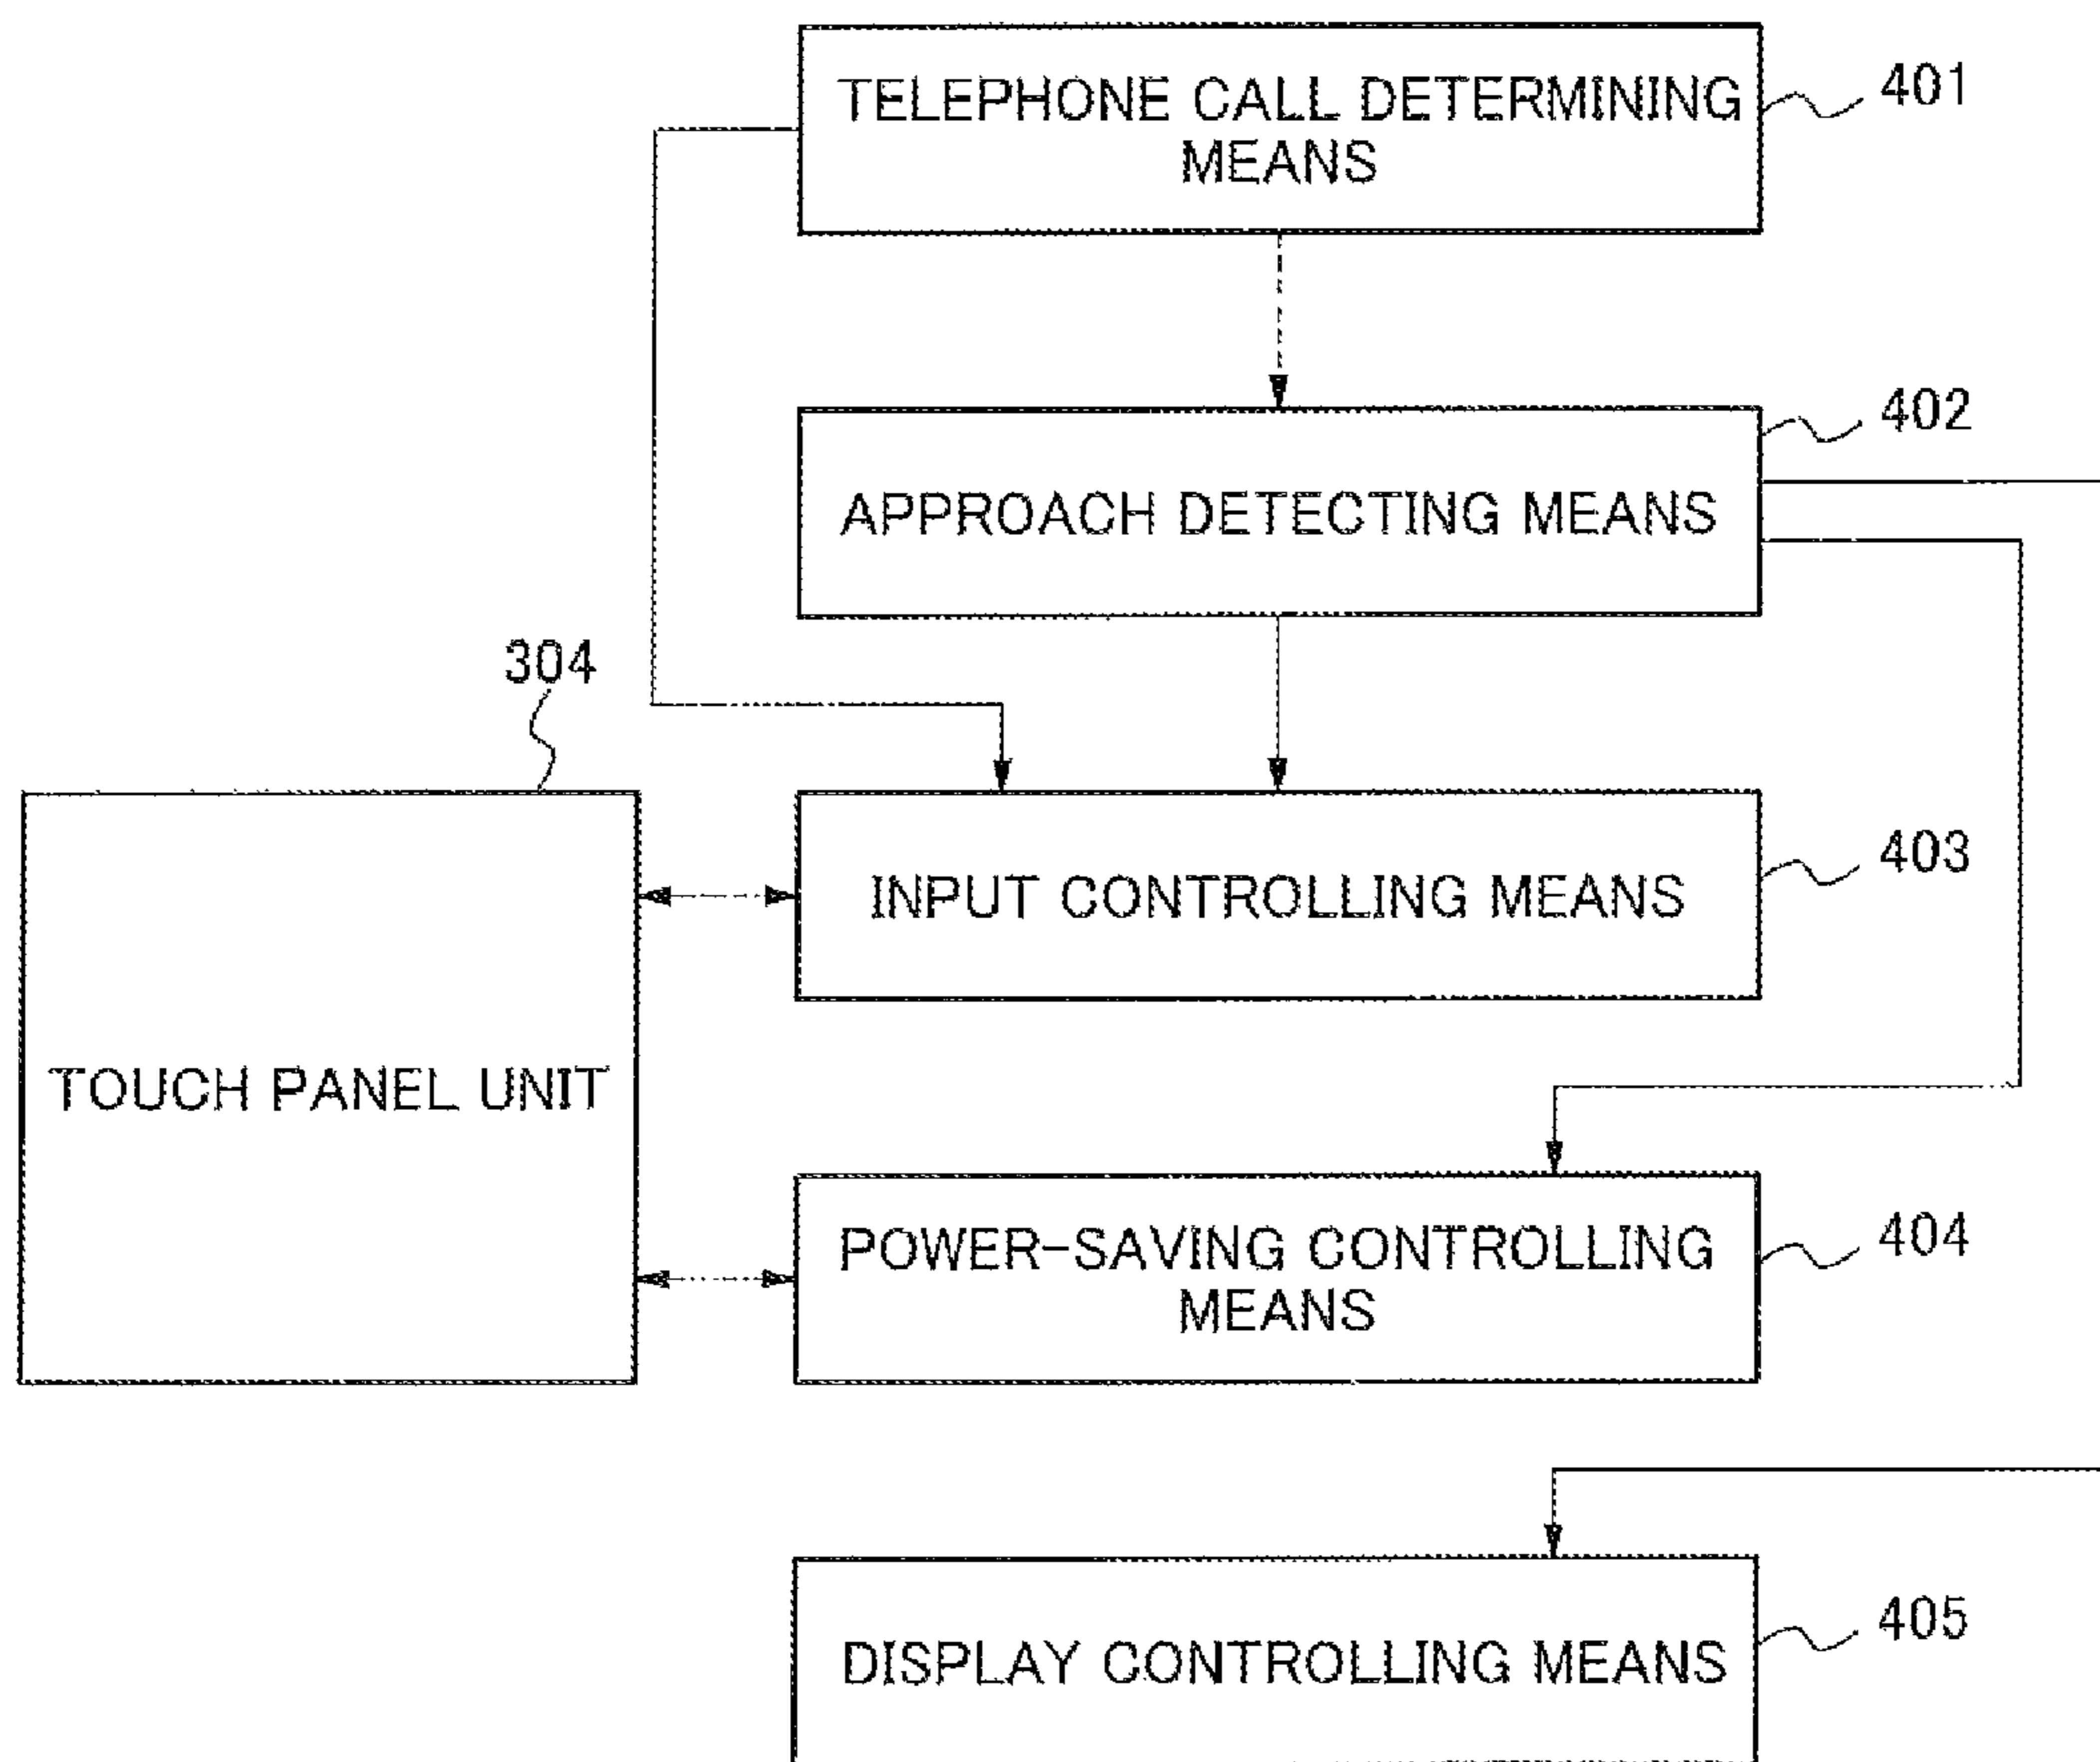 TELEPHONE CALL DETERMINING
MEANS
401
APPROACH DETECTING MEANS
402
304
TOUCH PANEL UNIT
INPUT CONTROLLING MEANS
403
POWER-SAVING CONTROLLING
MEANS
404
DISPLAY CONTROLLING MEANS
405